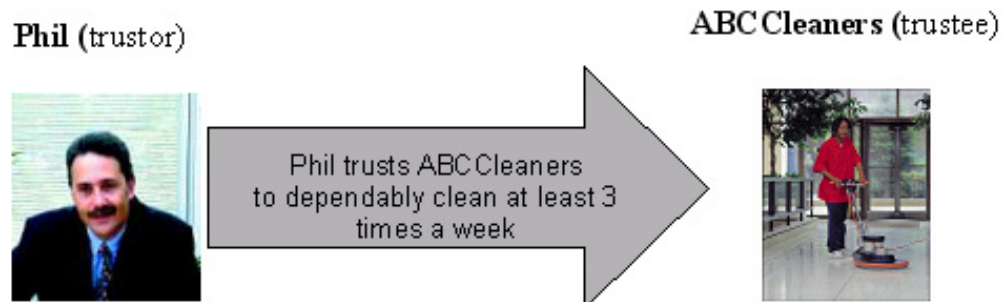 Phil (trustor)
ABC Cleaners (trustee)
Phil trusts ABC Cleaners
to dependably clean at least 3
times a week